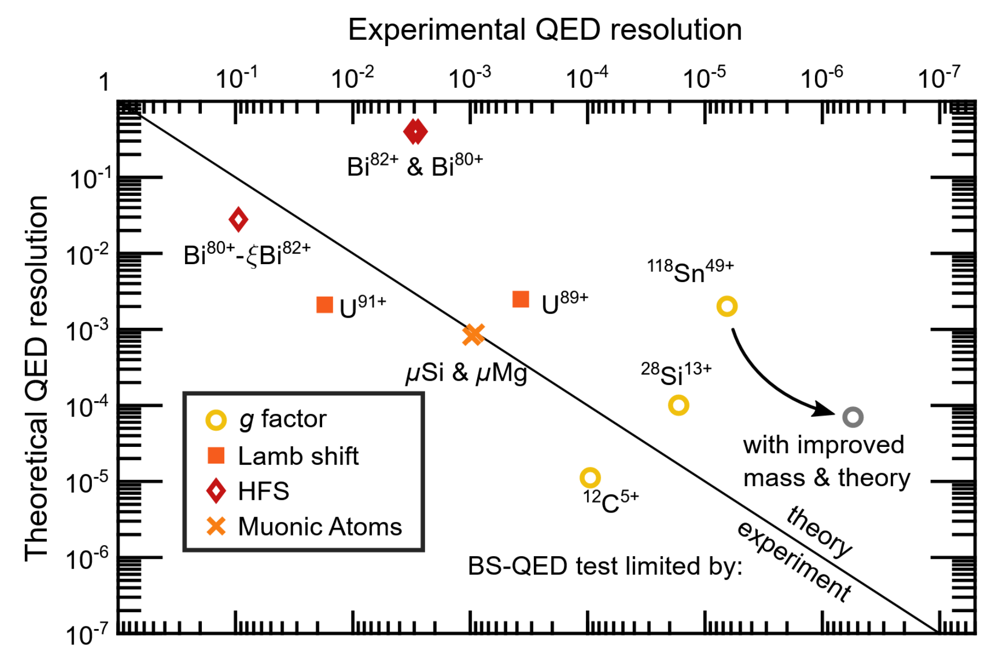 Experimental QED resolution
1 10⁻¹ 10⁻² 10⁻³ 10⁻⁴ 10⁻⁵ 10⁻⁶ 10⁻⁷
Theoretical QED resolution
10⁻¹
10⁻²
10⁻³
10⁻⁴
10⁻⁵
10⁻⁶
10⁻⁷
Bi⁸²⁺ & Bi⁸⁰⁺
Bi⁸⁰⁺-ξBi⁸²⁺
U⁹¹⁺
U⁸⁹⁺
¹¹⁸Sn⁴⁹⁺
µSi & µMg
²⁸Si¹³⁺
¹²C⁵⁺
with improved
mass & theory
g factor
Lamb shift
HFS
Muonic Atoms
BS-QED test limited by:
theory
experiment